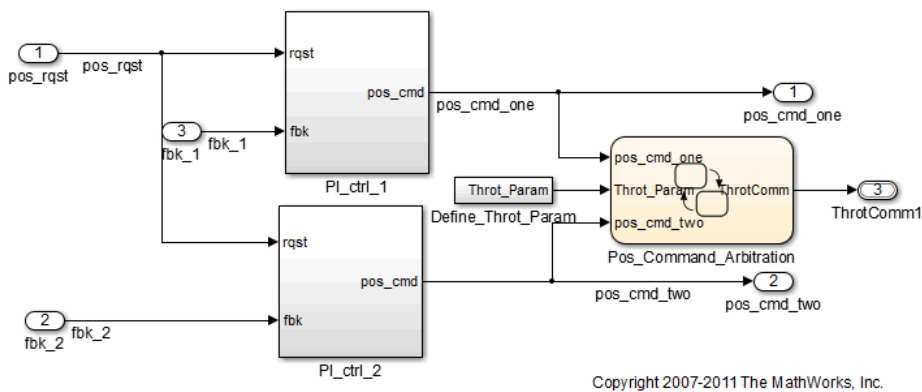 1
pos_rqst
pos_rqst
rqst
pos_cmd
fbk
PI_ctrl_1
3
fbk_1
fbk_1
pos_cmd_one
1
pos_cmd_one
Throt_Param
Define_Throt_Param
pos_cmd_one
Throt_Param
pos_cmd_two
ThrotComm
Pos_Command_Arbitration
3
ThrotComm1
rqst
pos_cmd
fbk
PI_ctrl_2
2
fbk_2
fbk_2
pos_cmd_two
2
pos_cmd_two
Copyright 2007-2011 The MathWorks, Inc.